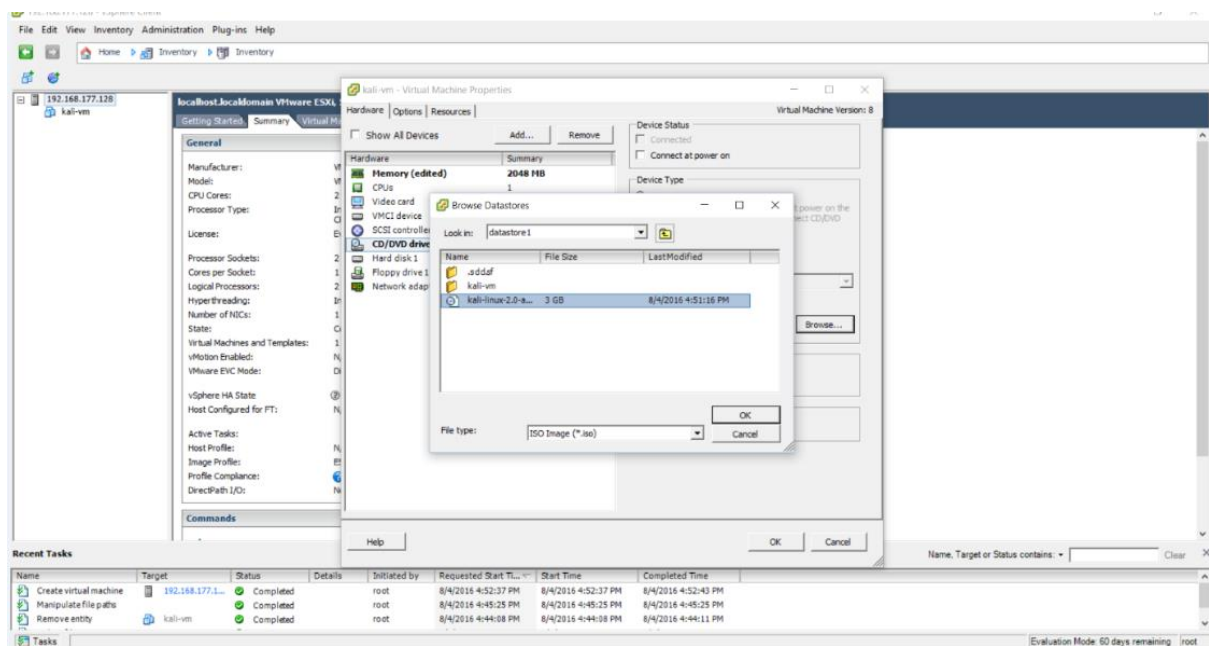 File Edit View Inventory Administration Plug-ins Help
Home Inventory Inventory
192.168.177.128
kali-vm
localhost.localdomain VMware ESXi,
Getting Started Summary Virtual
General
Manufacturer:
Model:
CPU Cores: 2
Processor Type:
License:
Processor Sockets: 2
Cores per Socket: 1
Logical Processors: 2
Hyperthreading:
Number of NICs: 1
State:
Virtual Machines and Templates: 1
vMotion Enabled:
VMware EVC Mode:
vSphere HA State
Host Configured for FT:
Active Tasks:
Host Profile:
Image Profile:
Profile Compliance:
DirectPath I/O:
Commands
kali-vm - Virtual Machine Properties
Hardware Options Resources Virtual Machine Version: 8
Show All Devices Add... Remove
Hardware Summary
Memory (edited) 2048 MB
CPUs 1
Video card
VMCI device
SCSI controller
CD/DVD drive
Hard disk 1
Floppy drive 1
Network adap
Device Status
Connected
Connect at power on
Device Type
power on the
CD/DVD
Browse...
Browse Datastores
Look in: datastore1
Name File Size Last Modified
.sddaf
kali-vm
kali-linux-2.0-a... 3 GB 8/4/2016 4:51:16 PM
OK
File type: ISO Image (*.iso) Cancel
Help OK Cancel
Recent Tasks Name, Target or Status contains: Clear
Name Target Status Details Initiated by Requested Start Ti... Start Time Completed Time
Create virtual machine 192.168.177.1... Completed root 8/4/2016 4:52:37 PM 8/4/2016 4:52:37 PM 8/4/2016 4:52:43 PM
Manipulate file paths Completed root 8/4/2016 4:45:25 PM 8/4/2016 4:45:25 PM 8/4/2016 4:45:25 PM
Remove entity kali-vm Completed root 8/4/2016 4:44:08 PM 8/4/2016 4:44:08 PM 8/4/2016 4:44:11 PM
Tasks Evaluation Mode: 60 days remaining root